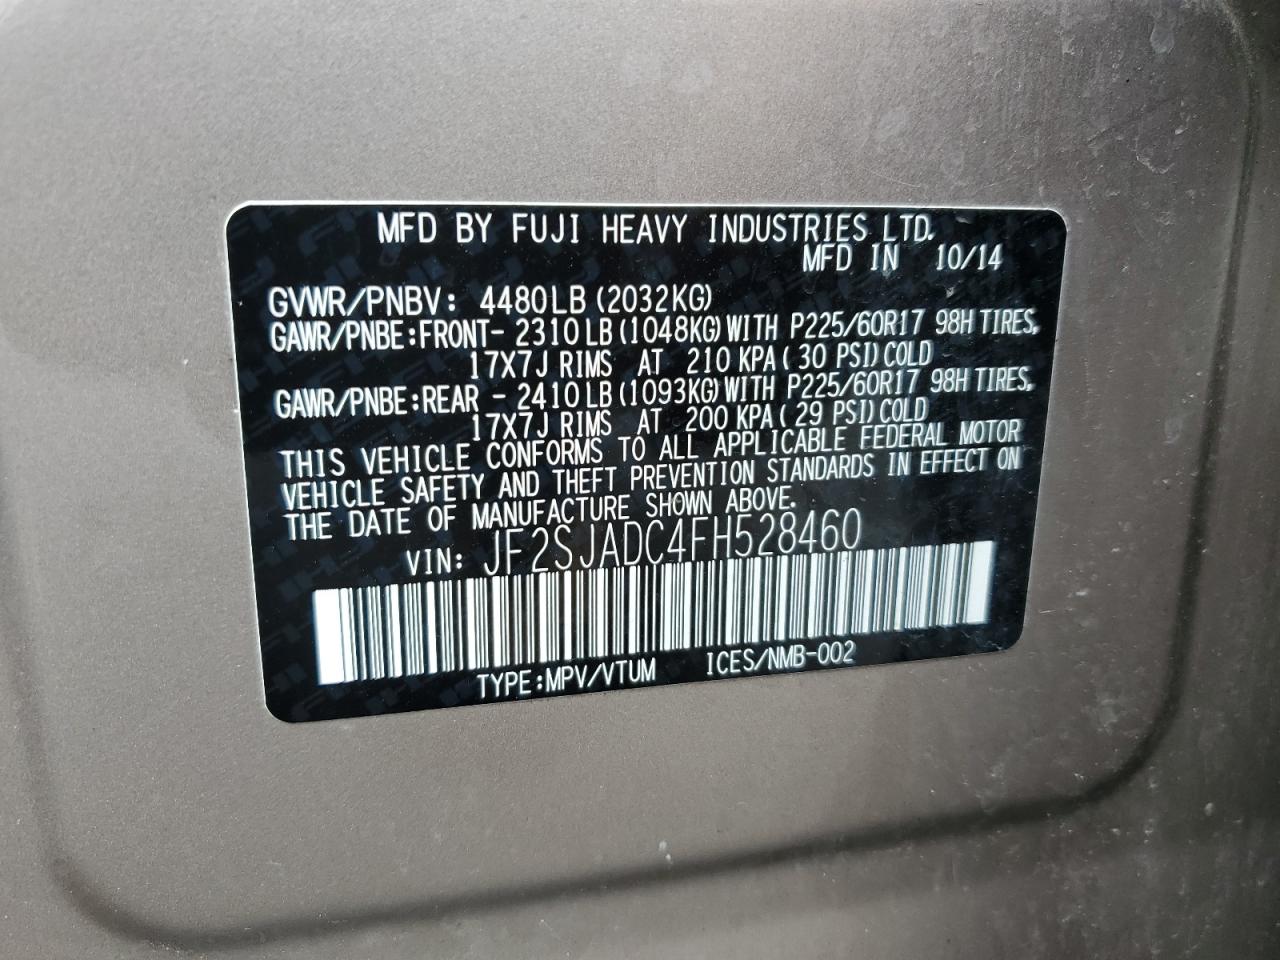 MFD BY FUJI HEAVY INDUSTRIES LTD.
MFD IN 10/14
GVWR/PNBV: 4480LB (2032KG)
GAWR/PNBE:FRONT- 2310 LB (1048KG) WITH P225/60R17 98H TIRES,
17X7J RIMS AT 210 KPA ( 30 PSI) COLD
GAWR/PNBE:REAR - 2410 LB (1093KG) WITH P225/60R17 98H TIRES,
17X7J RIMS AT 200 KPA ( 29 PSI) COLD
THIS VEHICLE CONFORMS TO ALL APPLICABLE FEDERAL MOTOR
VEHICLE SAFETY AND THEFT PREVENTION STANDARDS IN EFFECT ON
THE DATE OF MANUFACTURE SHOWN ABOVE.
VIN: JF2SJADC4FH528460
TYPE:MPV/VTUM ICES/NMB-002